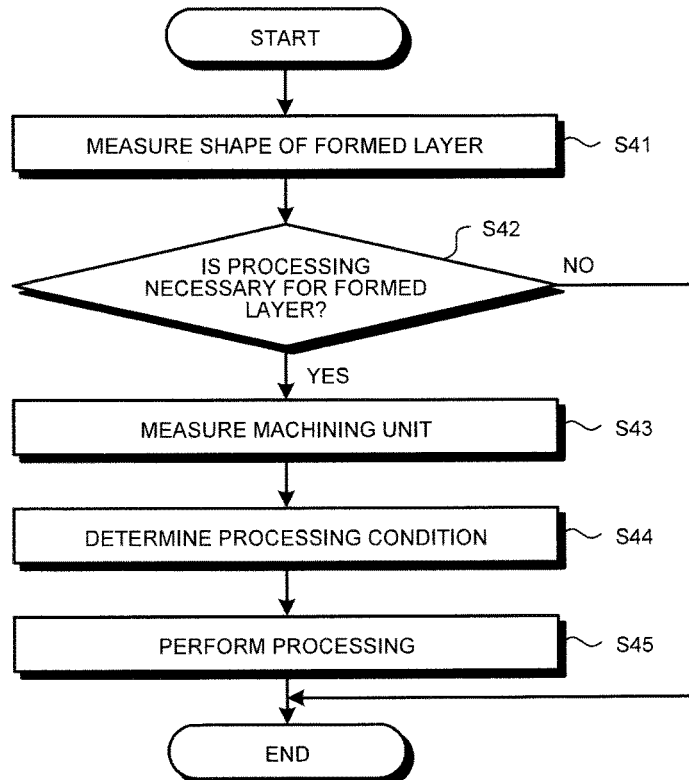 START
MEASURE SHAPE OF FORMED LAYER
S41
S42
IS PROCESSING
NECESSARY FOR FORMED
LAYER?
NO
YES
MEASURE MACHINING UNIT
S43
DETERMINE PROCESSING CONDITION
S44
PERFORM PROCESSING
S45
END